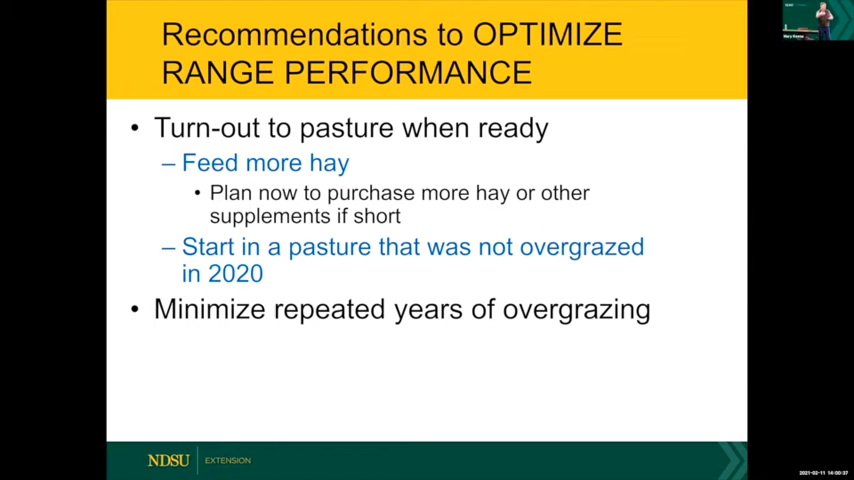 Recommendations to OPTIMIZE
RANGE PERFORMANCE
• Turn-out to pasture when ready
– Feed more hay
• Plan now to purchase more hay or other
supplements if short
– Start in a pasture that was not overgrazed
in 2020
• Minimize repeated years of overgrazing
NDSU EXTENSION
2021-02-11 14:00:37